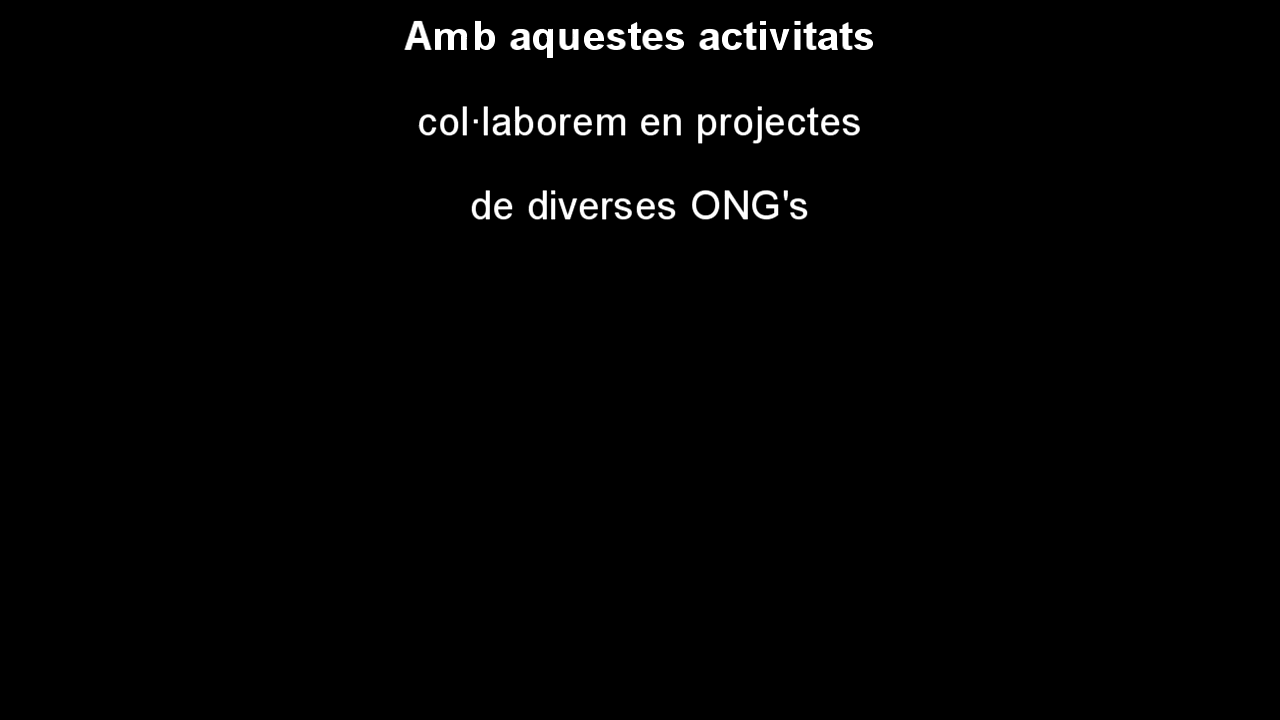 Amb aquestes activitats
col·laborem en projectes
de diverses ONG's